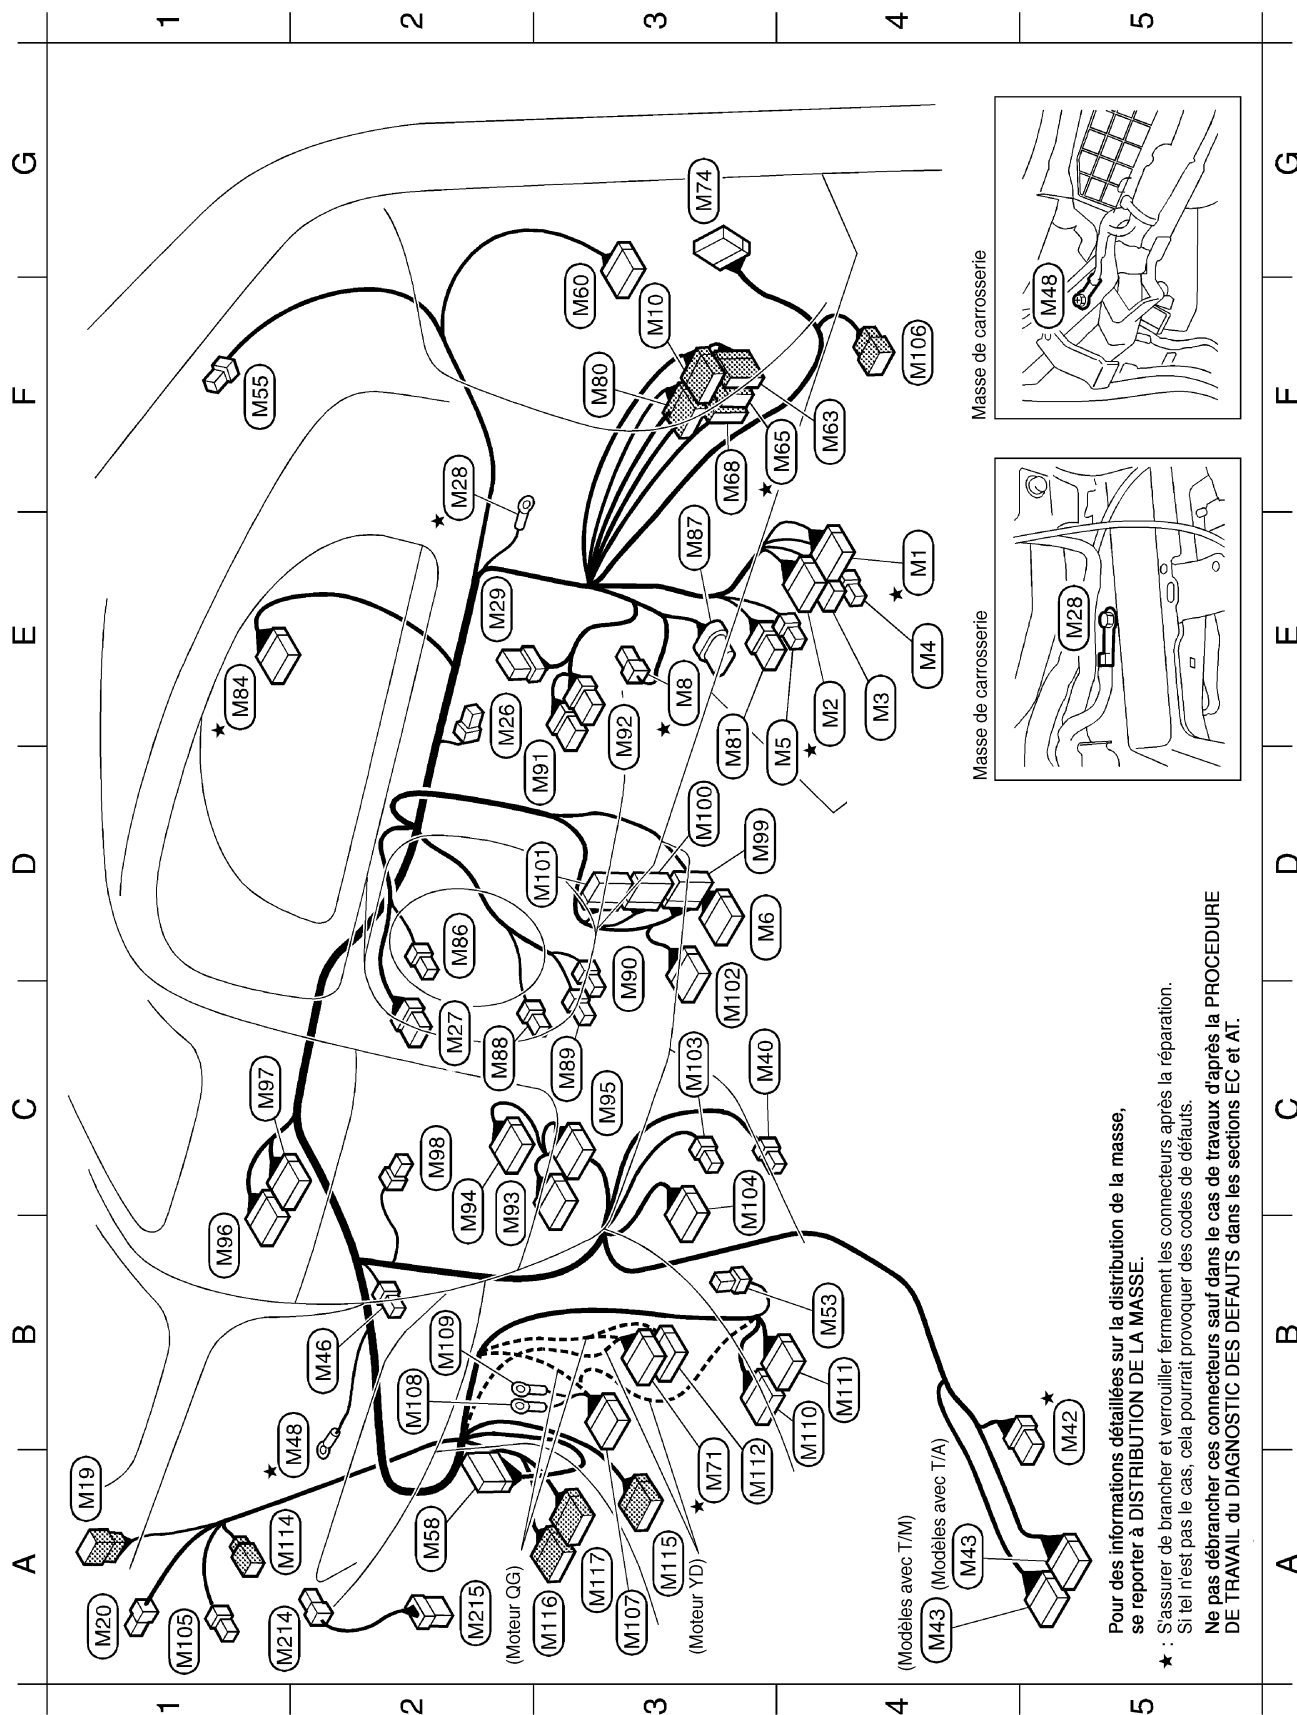 1
2
3
4
5
A
B
C
D
E
F
G
M19
M20
M105
M114
M48
M96
M97
M84
M55
M214
M215
M58
M108
M109
M46
M98
M94
M93
M27
M88
M86
M26
M29
M28
(Moteur QG)
M116
M117
M107
M115
(Moteur YD)
M71
M112
M95
M89
M90
M101
M91
M92
M8
M87
M80
M60
M10
M74
M103
M104
M102
M100
M99
M6
M40
M53
M110
M111
M81
M5
M2
M3
M4
M1
M68
M65
M63
M106
(Modèles avec T/M)
M43
(Modèles avec T/A)
M43
M42
Masse de carrosserie
M28
Masse de carrosserie
M48
Pour des informations détaillées sur la distribution de la masse,
se reporter à DISTRIBUTION DE LA MASSE.
★ : S'assurer de brancher et verrouiller fermement les connecteurs après la réparation.
Si tel n'est pas le cas, cela pourrait provoquer des codes de défauts.
Ne pas débrancher ces connecteurs sauf dans le cas de travaux d'après la PROCEDURE
DE TRAVAIL du DIAGNOSTIC DES DEFAUTS dans les sections EC et AT.
1
2
3
4
5
A
B
C
D
E
F
G